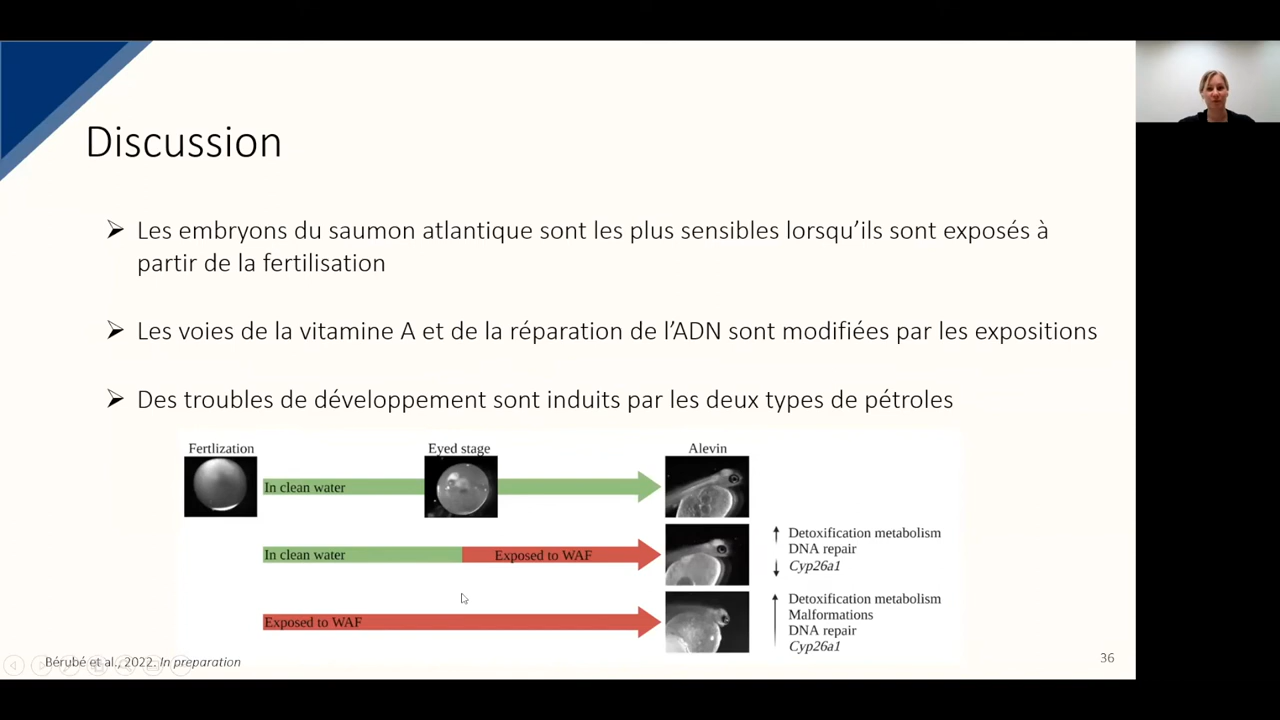 Discussion
Les embryons du saumon atlantique sont les plus sensibles lorsqu’ils sont exposés à
partir de la fertilisation
Les voies de la vitamine A et de la réparation de l’ADN sont modifiées par les expositions
Des troubles de développement sont induits par les deux types de pétroles
Fertlization
Eyed stage
Alevin
In clean water
In clean water
Exposed to WAF
Detoxification metabolism
DNA repair
Cyp26a1
Exposed to WAF
Detoxification metabolism
Malformations
DNA repair
Cyp26a1
Bérubé et al., 2022. In preparation
36